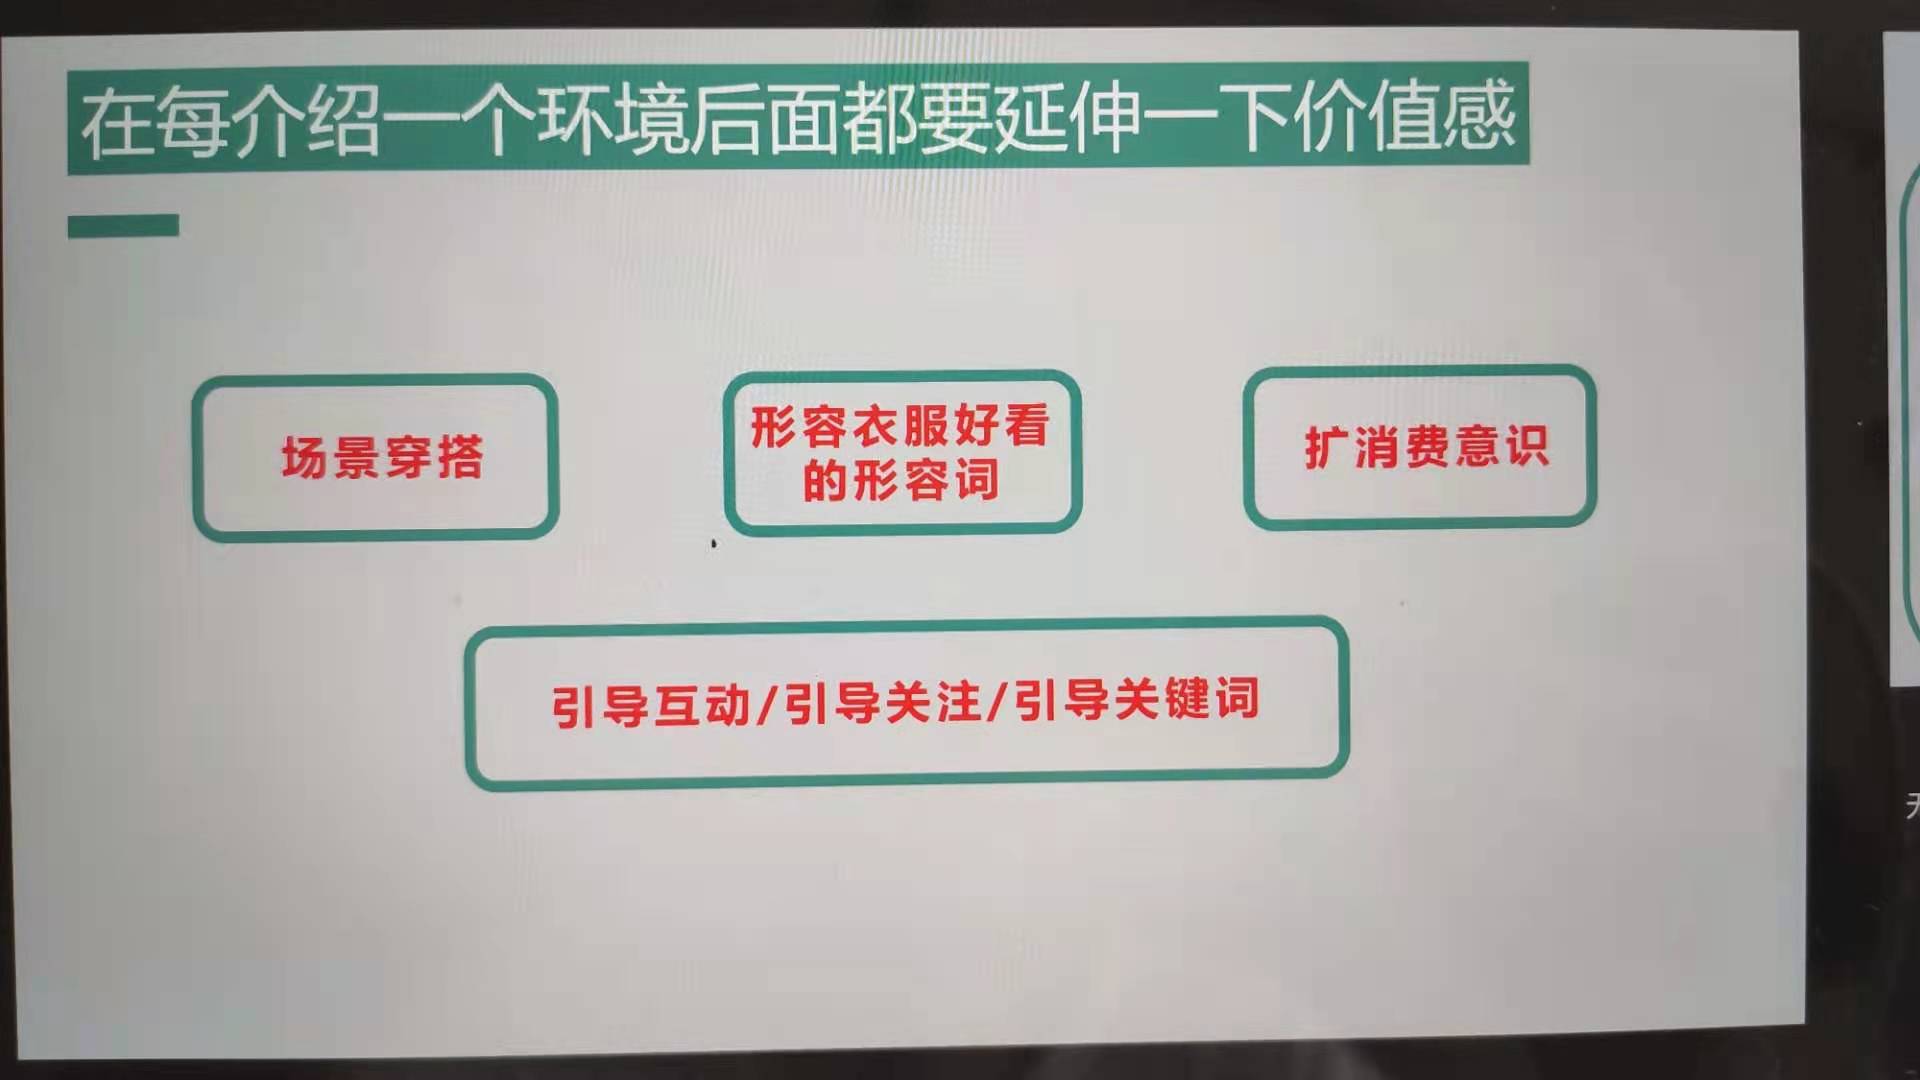 在每介绍一个环境后面都要延伸一下价值感
场景穿搭
形容衣服好看
的形容词
扩消费意识
引导互动/引导关注/引导关键词